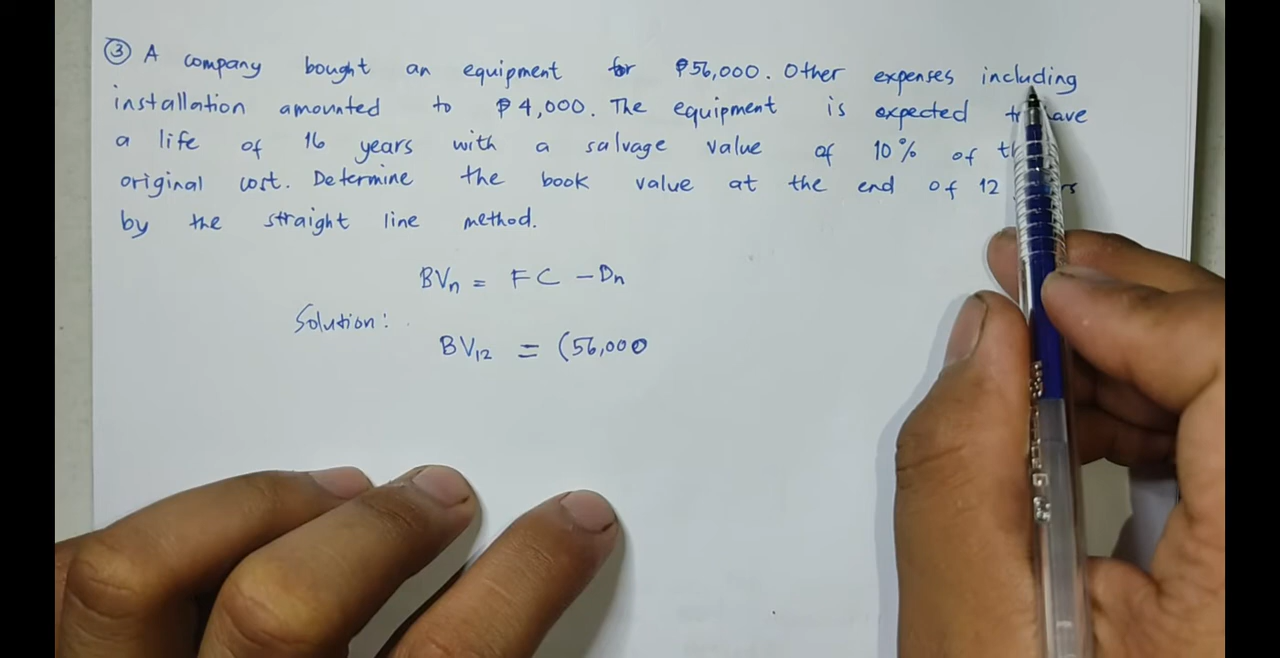 ③ A company bought an equipment for ₱56,000. Other expenses including
installation amounted to ₱4,000. The equipment is expected have
a life of 16 years with a salvage value of 10% of
original cost. Determine the book value at the end of 12
by the straight line method.
BVn = FC - Dn
Solution:
BV12 = (56,000